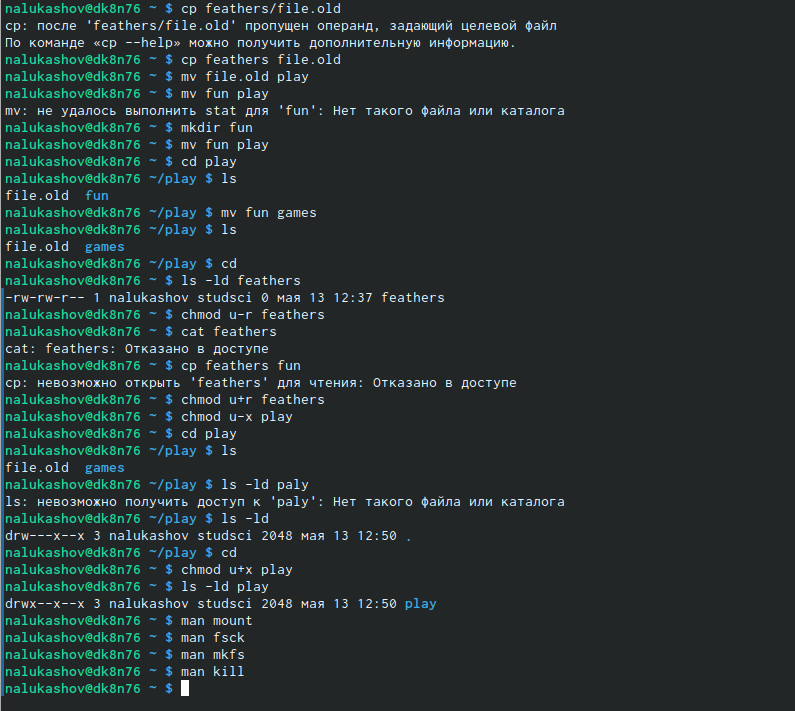 nalukashov@dk8n76 ~ $ cp feathers/file.old
cp: после 'feathers/file.old' пропущен операнд, задающий целевой файл
По команде «cp --help» можно получить дополнительную информацию.
nalukashov@dk8n76 ~ $ cp feathers file.old
nalukashov@dk8n76 ~ $ mv file.old play
nalukashov@dk8n76 ~ $ mv fun play
mv: не удалось выполнить stat для 'fun': Нет такого файла или каталога
nalukashov@dk8n76 ~ $ mkdir fun
nalukashov@dk8n76 ~ $ mv fun play
nalukashov@dk8n76 ~ $ cd play
nalukashov@dk8n76 ~/play $ ls
file.old  fun
nalukashov@dk8n76 ~/play $ mv fun games
nalukashov@dk8n76 ~/play $ ls
file.old  games
nalukashov@dk8n76 ~/play $ cd
nalukashov@dk8n76 ~ $ ls -ld feathers
-rw-rw-r-- 1 nalukashov studsci 0 мая 13 12:37 feathers
nalukashov@dk8n76 ~ $ chmod u-r feathers
nalukashov@dk8n76 ~ $ cat feathers
cat: feathers: Отказано в доступе
nalukashov@dk8n76 ~ $ cp feathers fun
cp: невозможно открыть 'feathers' для чтения: Отказано в доступе
nalukashov@dk8n76 ~ $ chmod u+r feathers
nalukashov@dk8n76 ~ $ chmod u-x play
nalukashov@dk8n76 ~ $ cd play
nalukashov@dk8n76 ~/play $ ls
file.old  games
nalukashov@dk8n76 ~/play $ ls -ld paly
ls: невозможно получить доступ к 'paly': Нет такого файла или каталога
nalukashov@dk8n76 ~/play $ ls -ld
drw---x--x 3 nalukashov studsci 2048 мая 13 12:50 .
nalukashov@dk8n76 ~/play $ cd
nalukashov@dk8n76 ~ $ chmod u+x play
nalukashov@dk8n76 ~ $ ls -ld play
drwx--x--x 3 nalukashov studsci 2048 мая 13 12:50 play
nalukashov@dk8n76 ~ $ man mount
nalukashov@dk8n76 ~ $ man fsck
nalukashov@dk8n76 ~ $ man mkfs
nalukashov@dk8n76 ~ $ man kill
nalukashov@dk8n76 ~ $